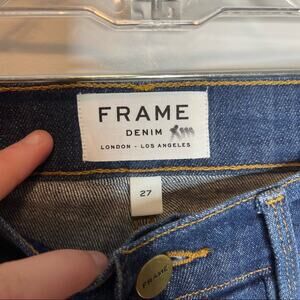 FRAME
DENIM
LONDON - LOS ANGELES
27
FRAME